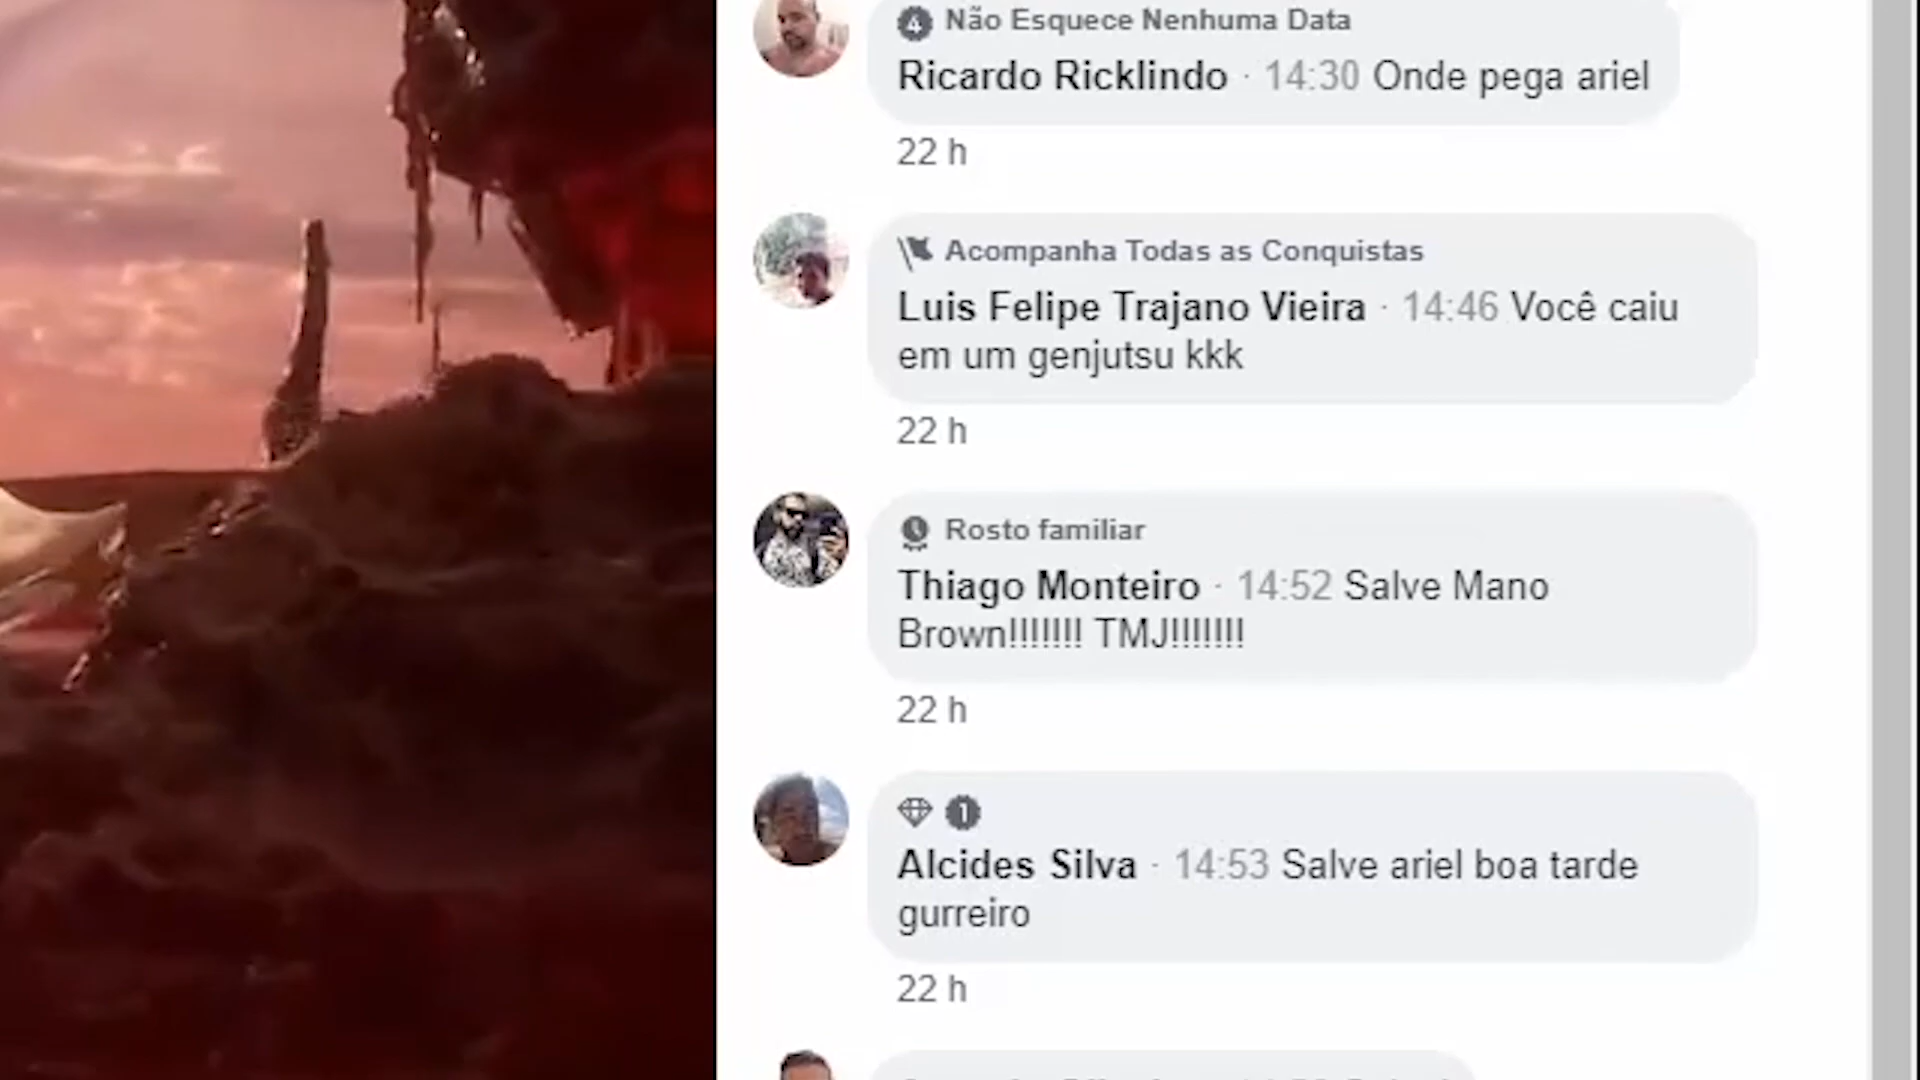 4 Não Esquece Nenhuma Data
Ricardo Ricklindo · 14:30 Onde pega ariel
22 h
Acompanha Todas as Conquistas
Luis Felipe Trajano Vieira · 14:46 Você caiu
em um genjutsu kkk
22 h
Rosto familiar
Thiago Monteiro · 14:52 Salve Mano
Brown!!!!!!! TMJ!!!!!!!
22 h
1
Alcides Silva · 14:53 Salve ariel boa tarde
gurreiro
22 h